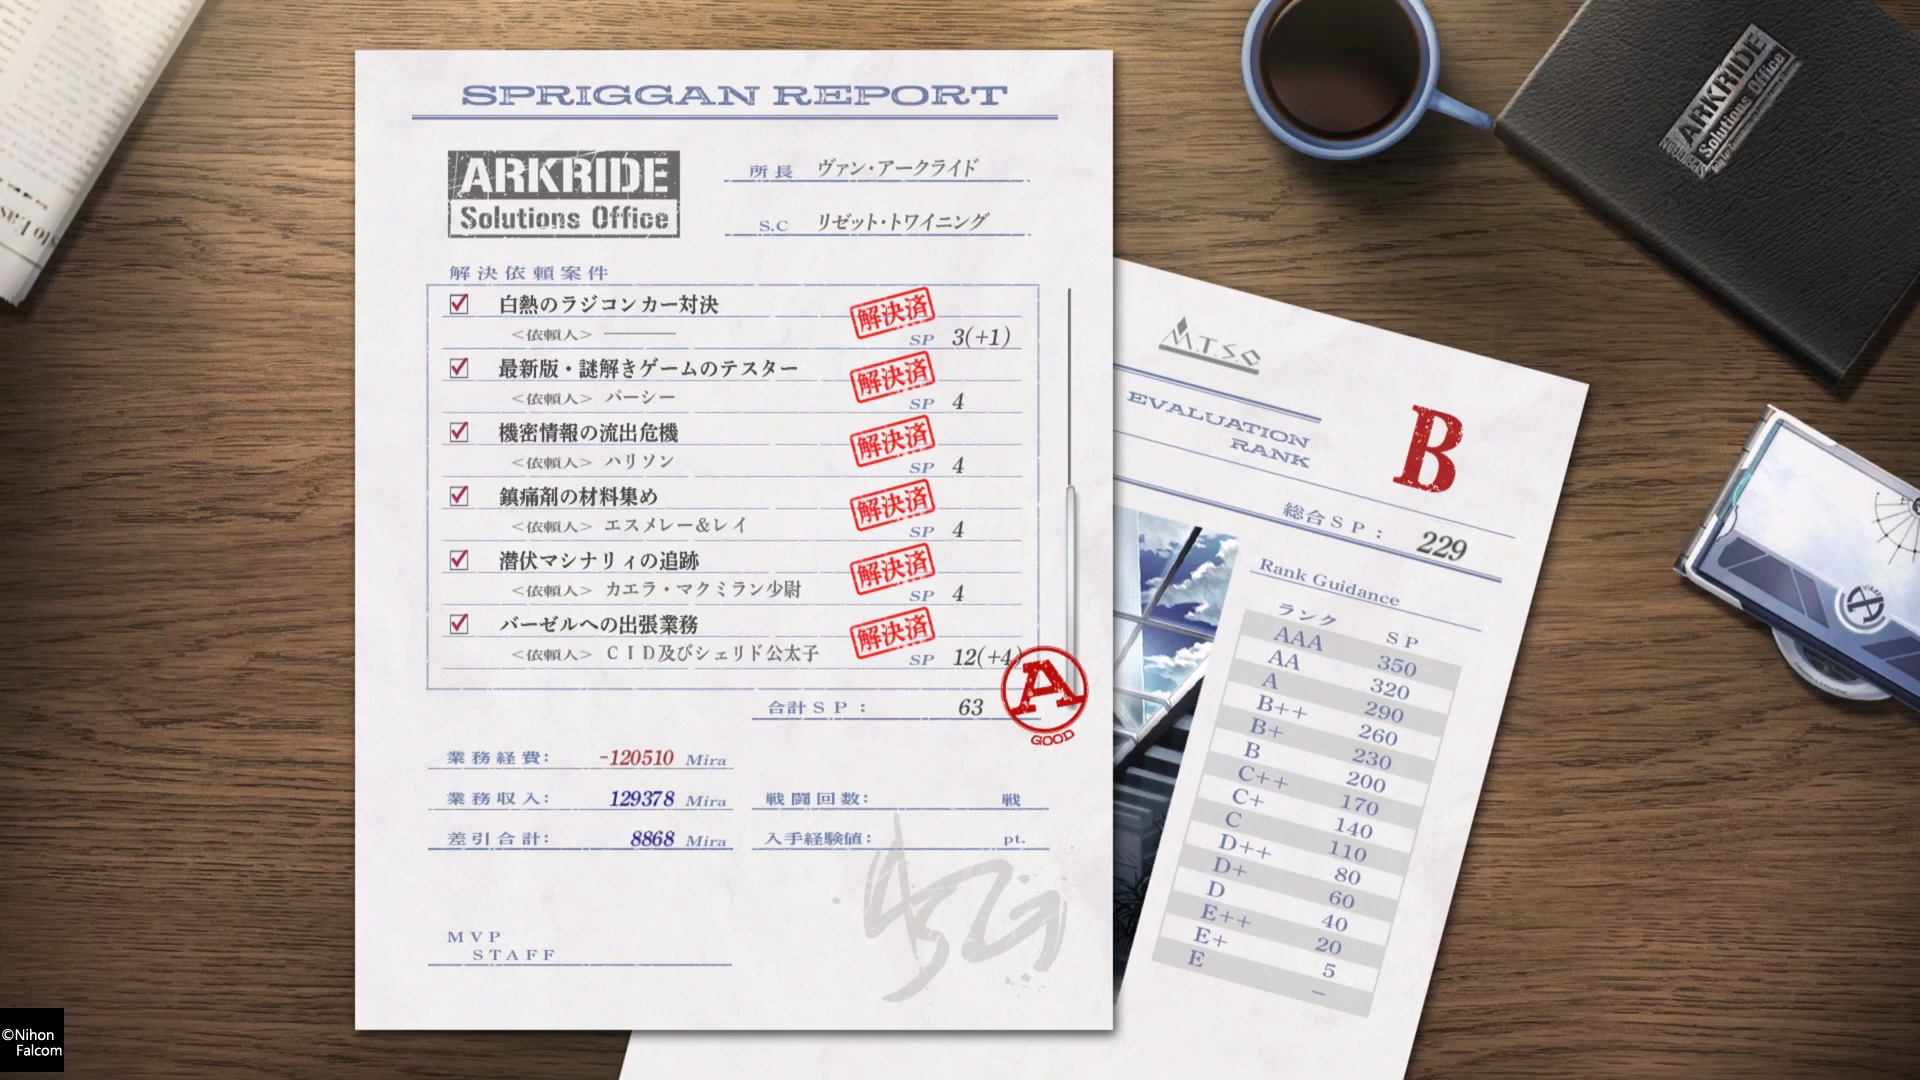 SPRIGGAN REPORT
ARKRIDE
Solutions Office
所長 ヴァン・アークライド
S.C リゼット・トワイニング
解決依頼案件
白熱のラジコンカー対決
解決済
<依頼人> ————
SP 3(+1)
最新版・謎解きゲームのテスター
解決済
<依頼人> パーシー
SP 4
機密情報の流出危機
解決済
<依頼人> ハリソン
SP 4
鎮痛剤の材料集め
解決済
<依頼人> エスメレー&レイ
SP 4
潜伏マシナリィの追跡
解決済
<依頼人> カエラ・マクミラン少尉
SP 4
バーゼルへの出張業務
解決済
<依頼人> CID及びシェリド公太子
SP 12(+4)
合計SP: 63
A
GOOD
業務経費: -120510 Mira
業務収入: 129378 Mira
差引合計: 8868 Mira
戦闘回数: 戦
入手経験値: pt.
MVP
STAFF
M.T.S.O
EVALUATION
RANK
B
総合SP: 229
Rank Guidance
ランク SP
AAA 350
AA 320
A 290
B++ 260
B+ 230
B 200
C++ 170
C+ 140
C 110
D++ 80
D+ 60
D 40
E++ 20
E+ 5
E –
ARKRIDE
Solutions Office
©Nihon
Falcom